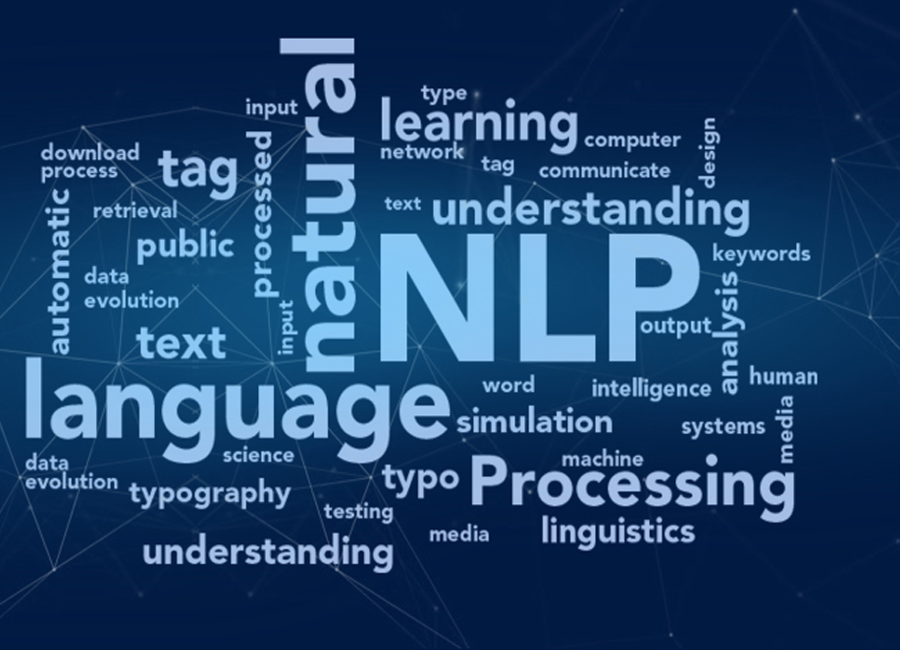 natural
input
type
learning
computer
design
network
tag
communicate
download
process
tag
processed
automatic
retrieval
text
understanding
public
NLP
keywords
data
evolution
input
output
analysis
text
language
word
intelligence
human
simulation
systems
media
science
machine
data
evolution
typography
typo
Processing
testing
media
linguistics
understanding